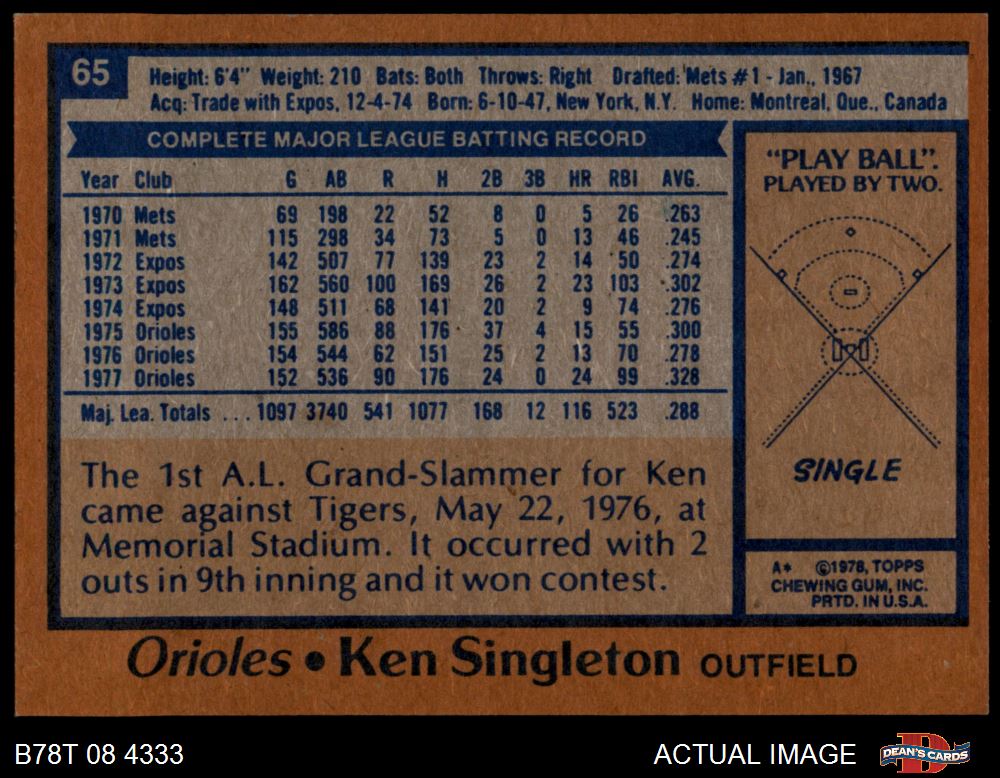 65
Height: 6'4" Weight: 210 Bats: Both Throws: Right Drafted: Mets #1 - Jan., 1967
Acq: Trade with Expos, 12-4-74 Born: 6-10-47, New York, N.Y. Home: Montreal, Que., Canada
COMPLETE MAJOR LEAGUE BATTING RECORD
Year Club G AB R H 2B 3B HR RBI AVG.
1970 Mets 69 198 22 52 8 0 5 26 .263
1971 Mets 115 298 34 73 5 0 13 46 .245
1972 Expos 142 507 77 139 23 2 14 50 .274
1973 Expos 162 560 100 169 26 2 23 103 .302
1974 Expos 148 511 68 141 20 2 9 74 .276
1975 Orioles 155 586 88 176 37 4 15 55 .300
1976 Orioles 154 544 62 151 25 2 13 70 .278
1977 Orioles 152 536 90 176 24 0 24 99 .328
Maj. Lea. Totals ... 1097 3740 541 1077 168 12 116 523 .288
The 1st A.L. Grand-Slammer for Ken
came against Tigers, May 22, 1976, at
Memorial Stadium. It occurred with 2
outs in 9th inning and it won contest.
"PLAY BALL".
PLAYED BY TWO.
SINGLE
A* ©1978, TOPPS
CHEWING GUM, INC.
PRTD. IN U.S.A.
Orioles • Ken Singleton OUTFIELD
B78T 08 4333
ACTUAL IMAGE
DEAN'S CARDS